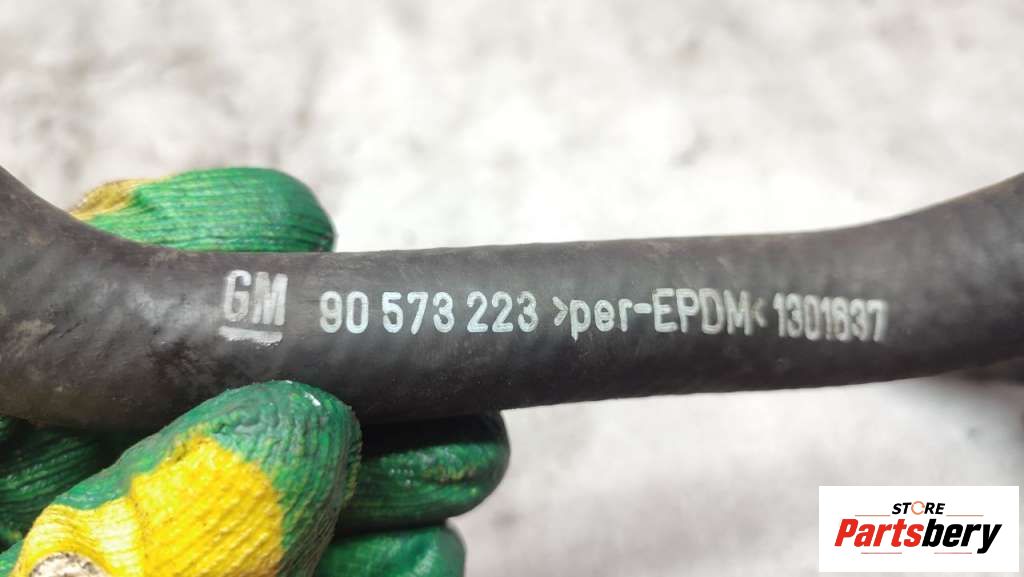 GM 90 573 223 >per-EPDM< 1301637
STORE
Partsbery